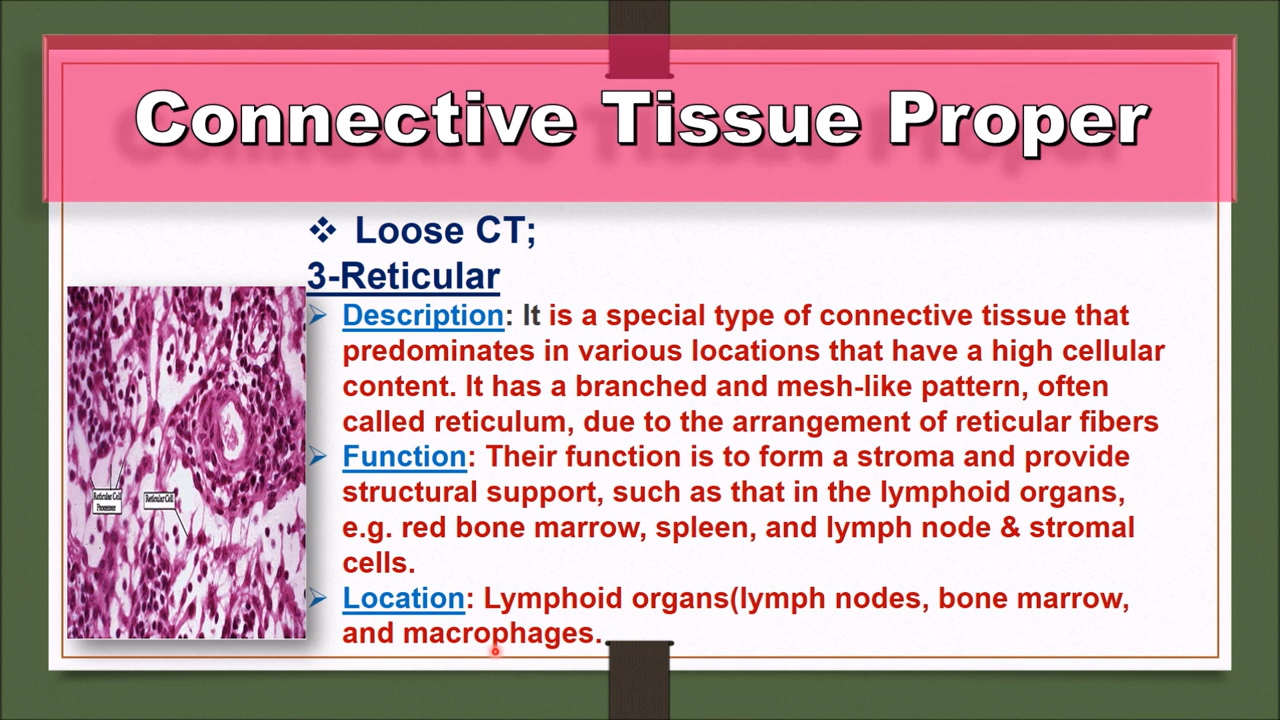 Connective Tissue Proper
❖ Loose CT;
3-Reticular
➢ Description: It is a special type of connective tissue that
predominates in various locations that have a high cellular
content. It has a branched and mesh-like pattern, often
called reticulum, due to the arrangement of reticular fibers
➢ Function: Their function is to form a stroma and provide
structural support, such as that in the lymphoid organs,
e.g. red bone marrow, spleen, and lymph node & stromal
cells.
➢ Location: Lymphoid organs(lymph nodes, bone marrow,
and macrophages.
Reticular Cell
Processes
Reticular Cell